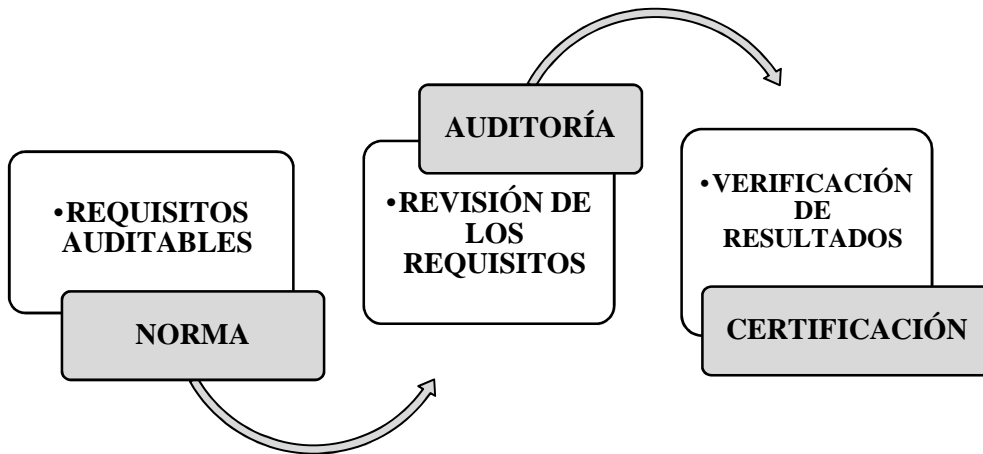 •REQUISITOS
AUDITABLES
NORMA
AUDITORÍA
•REVISIÓN DE
LOS
REQUISITOS
•VERIFICACIÓN
DE
RESULTADOS
CERTIFICACIÓN